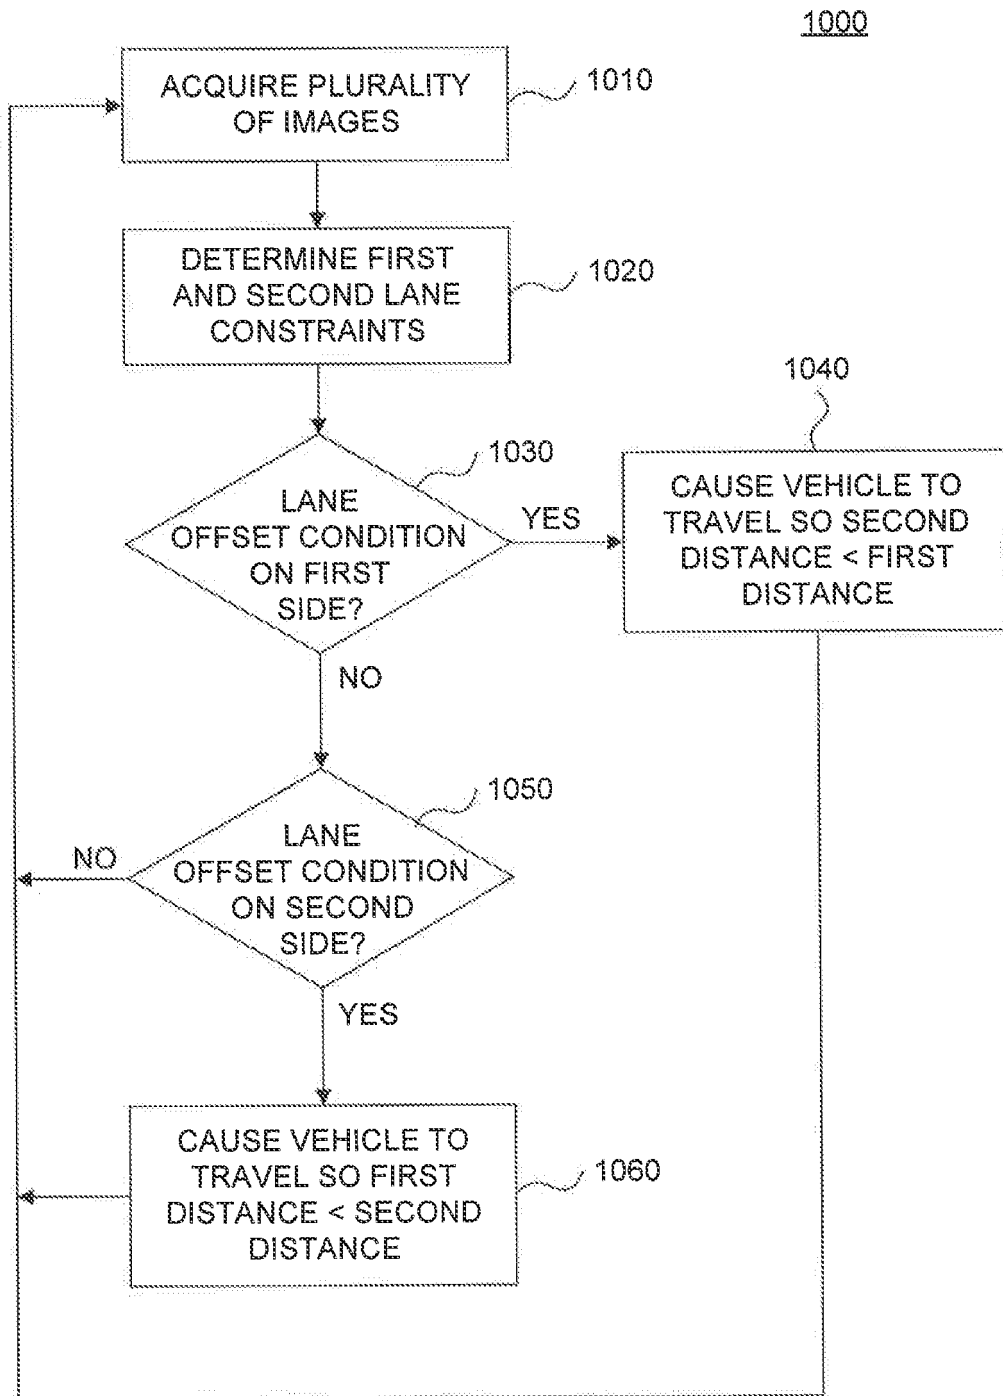 1000
ACQUIRE PLURALITY
OF IMAGES
1010
DETERMINE FIRST
AND SECOND LANE
CONSTRAINTS
1020
1030
LANE
OFFSET CONDITION
ON FIRST
SIDE?
YES
1040
CAUSE VEHICLE TO
TRAVEL SO SECOND
DISTANCE < FIRST
DISTANCE
NO
1050
LANE
OFFSET CONDITION
ON SECOND
SIDE?
NO
YES
CAUSE VEHICLE TO
TRAVEL SO FIRST
DISTANCE < SECOND
DISTANCE
1060